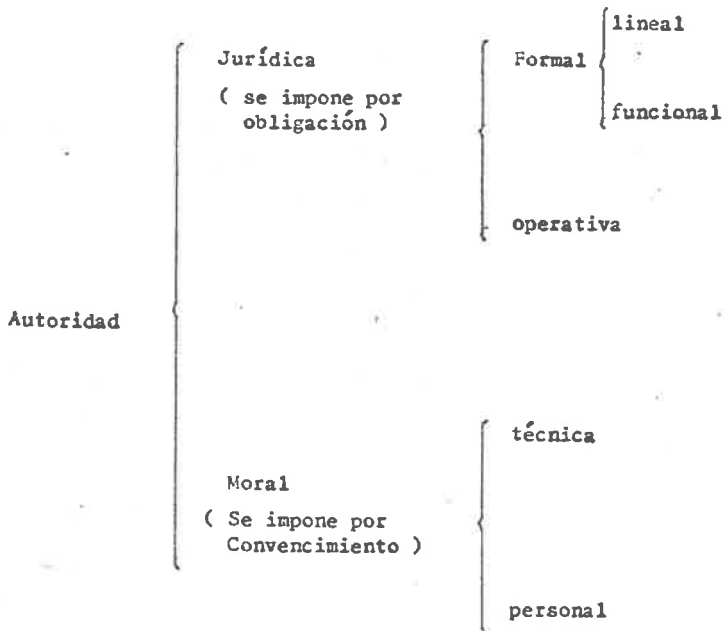 lineal
Jurídica
Formal
( se impone por
obligación )
funcional
operativa
Autoridad
técnica
Moral
( Se impone por
Convencimiento )
personal